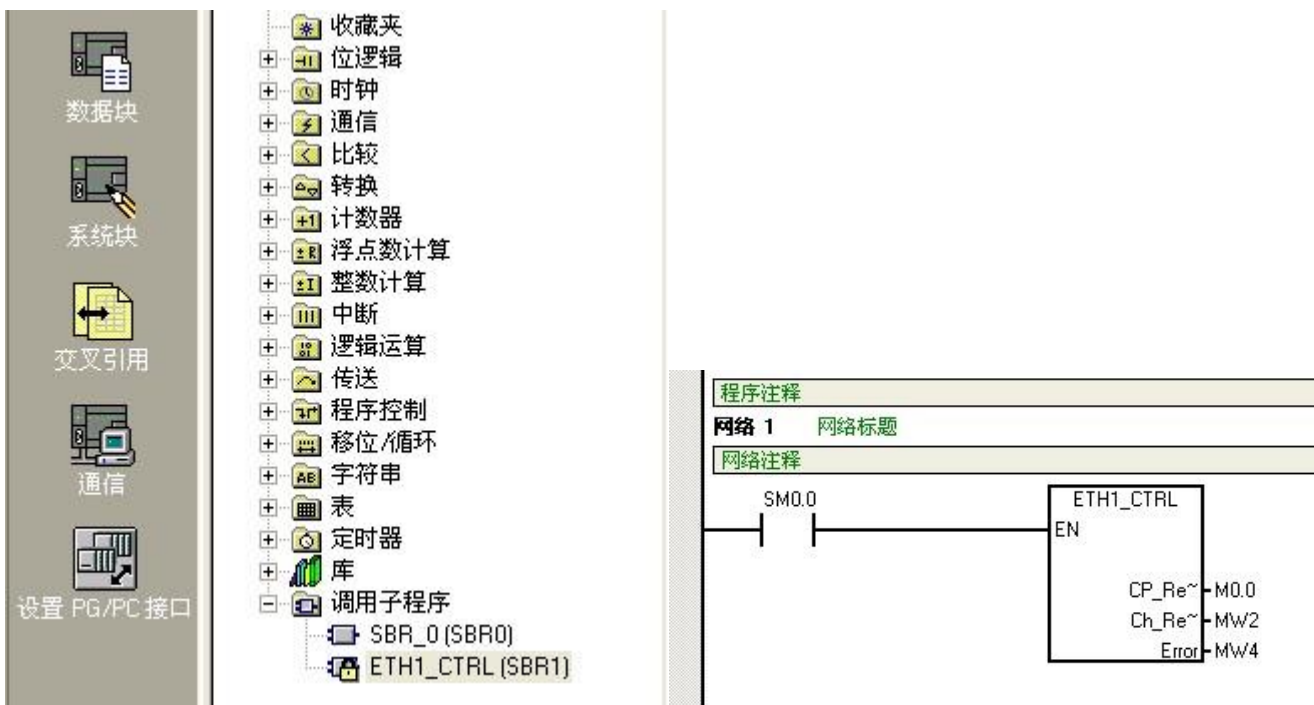 数据块
系统块
交叉引用
通信
设置 PG/PC 接口
收藏夹
位逻辑
时钟
通信
比较
转换
计数器
浮点数计算
整数计算
中断
逻辑运算
传送
程序控制
移位/循环
字符串
表
定时器
库
调用子程序
SBR_0 (SBR0)
ETH1_CTRL (SBR1)
程序注释
网络 1 网络标题
网络注释
SM0.0
ETH1_CTRL
EN
CP_Re~ M0.0
Ch_Re~ MW2
Error MW4